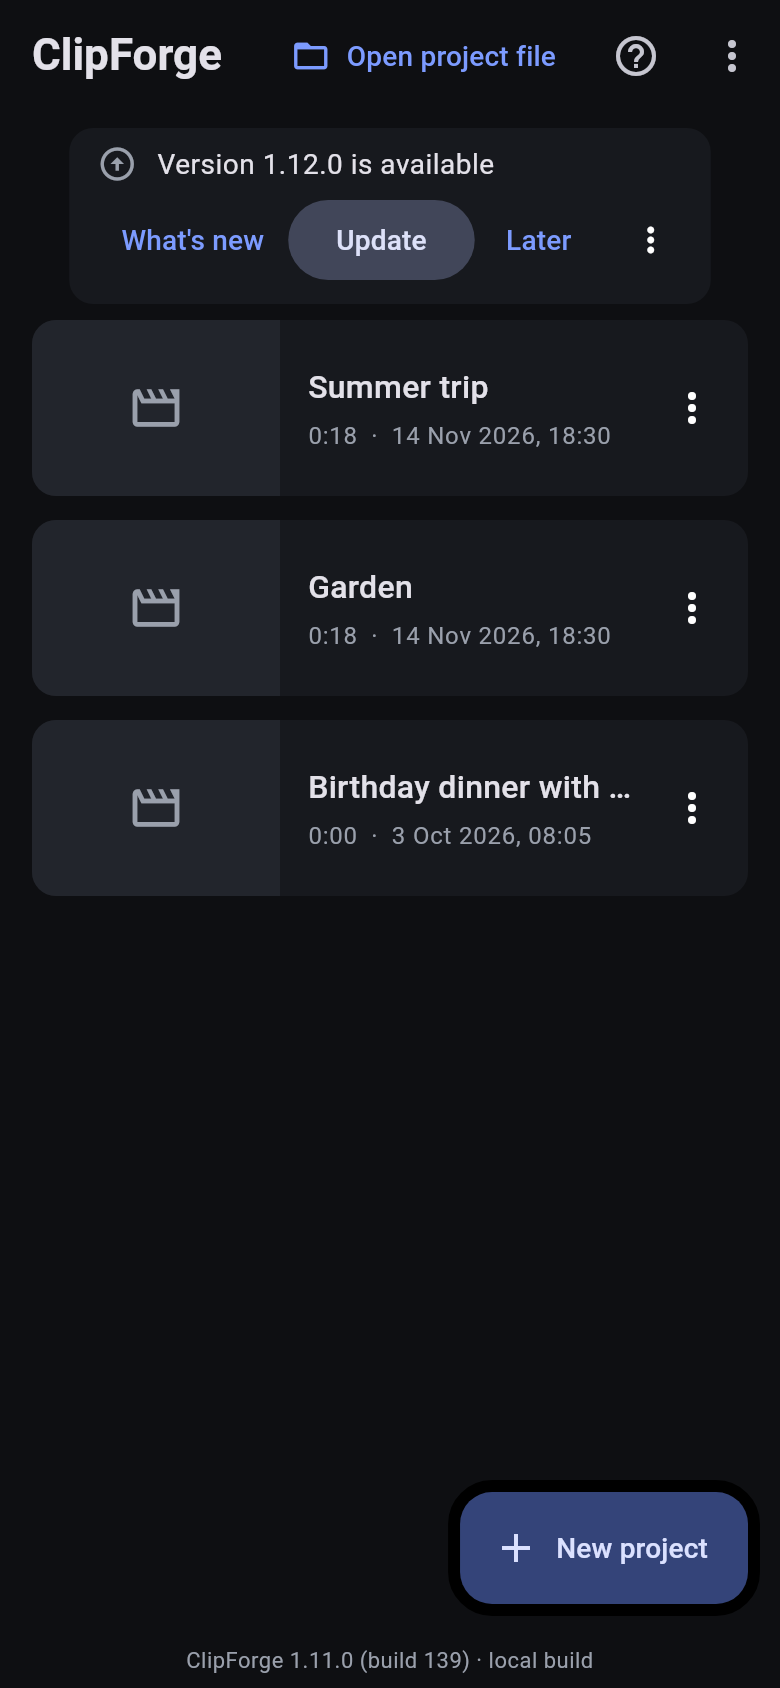 ClipForge
Open project file
Version 1.12.0 is available
What's new
Update
Later
Summer trip
0:18 · 14 Nov 2026, 18:30
Garden
0:18 · 14 Nov 2026, 18:30
Birthday dinner with ...
0:00 · 3 Oct 2026, 08:05
New project
ClipForge 1.11.0 (build 139) · local build